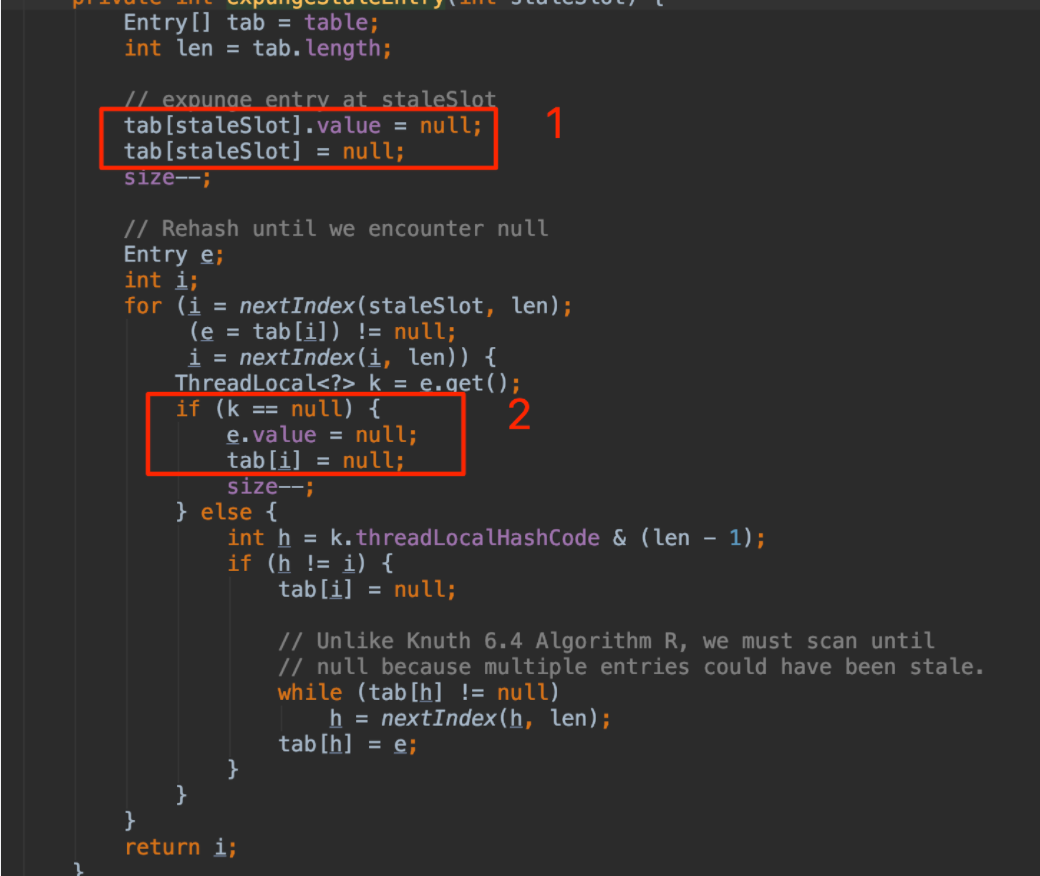 private int expungeStaleEntry(int staleSlot) {
Entry[] tab = table;
int len = tab.length;
// expunge entry at staleSlot
tab[staleSlot].value = null;
1
tab[staleSlot] = null;
size--;
// Rehash until we encounter null
Entry e;
int i;
for (i = nextIndex(staleSlot, len);
(e = tab[i]) != null;
i = nextIndex(i, len)) {
ThreadLocal<?> k = e.get();
if (k == null) {
2
e.value = null;
tab[i] = null;
size--;
} else {
int h = k.threadLocalHashCode & (len - 1);
if (h != i) {
tab[i] = null;
// Unlike Knuth 6.4 Algorithm R, we must scan until
// null because multiple entries could have been stale.
while (tab[h] != null)
h = nextIndex(h, len);
tab[h] = e;
}
}
}
return i;
}